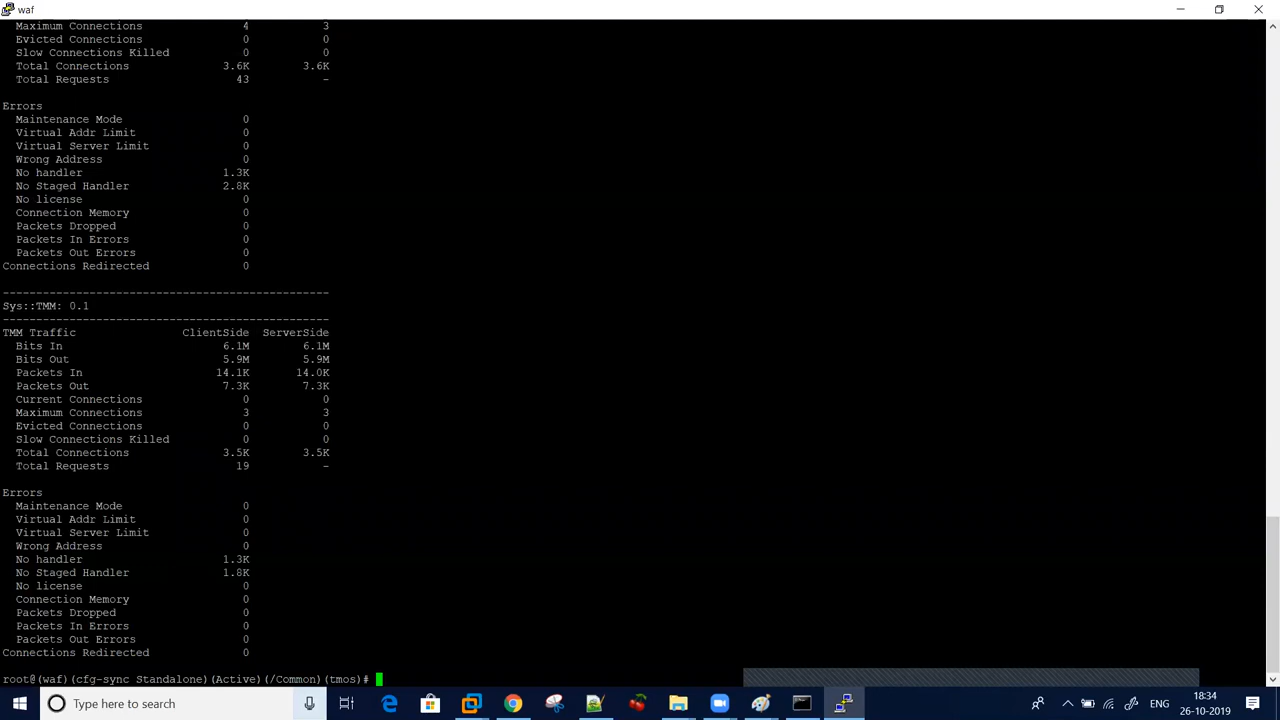 waf
Maximum Connections 4 3
Evicted Connections 0 0
Slow Connections Killed 0 0
Total Connections 3.6K 3.6K
Total Requests 43 -
Errors
Maintenance Mode 0
Virtual Addr Limit 0
Virtual Server Limit 0
Wrong Address 0
No handler 1.3K
No Staged Handler 2.8K
No license 0
Connection Memory 0
Packets Dropped 0
Packets In Errors 0
Packets Out Errors 0
Connections Redirected 0
-------------------------------------------------
Sys::TMM: 0.1
-------------------------------------------------
TMM Traffic ClientSide ServerSide
Bits In 6.1M 6.1M
Bits Out 5.9M 5.9M
Packets In 14.1K 14.0K
Packets Out 7.3K 7.3K
Current Connections 0 0
Maximum Connections 3 3
Evicted Connections 0 0
Slow Connections Killed 0 0
Total Connections 3.5K 3.5K
Total Requests 19 -
Errors
Maintenance Mode 0
Virtual Addr Limit 0
Virtual Server Limit 0
Wrong Address 0
No handler 1.3K
No Staged Handler 1.8K
No license 0
Connection Memory 0
Packets Dropped 0
Packets In Errors 0
Packets Out Errors 0
Connections Redirected 0
root@(waf)(cfg-sync Standalone)(Active)(/Common)(tmos)#
Type here to search
ENG
18:34
26-10-2019